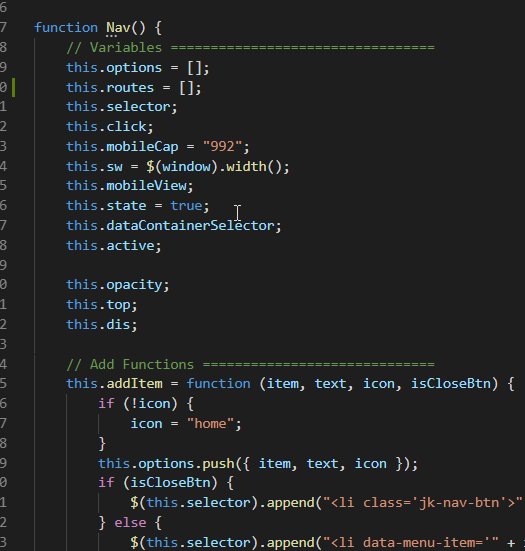 6
7 function Nav() {
8 // Variables =================================
9 this.options = [];
0 this.routes = [];
1 this.selector;
2 this.click;
3 this.mobileCap = "992";
4 this.sw = $(window).width();
5 this.mobileView;
6 this.state = true;
7 this.dataContainerSelector;
8 this.active;
9
0 this.opacity;
1 this.top;
2 this.dis;
3
4 // Add Functions =============================
5 this.addItem = function (item, text, icon, isCloseBtn) {
6 if (!icon) {
7 icon = "home";
8 }
9 this.options.push({ item, text, icon });
0 if (isCloseBtn) {
1 $(this.selector).append("<li class='jk-nav-btn'>"
2 } else {
3 $(this.selector).append("<li data-menu-item='" +